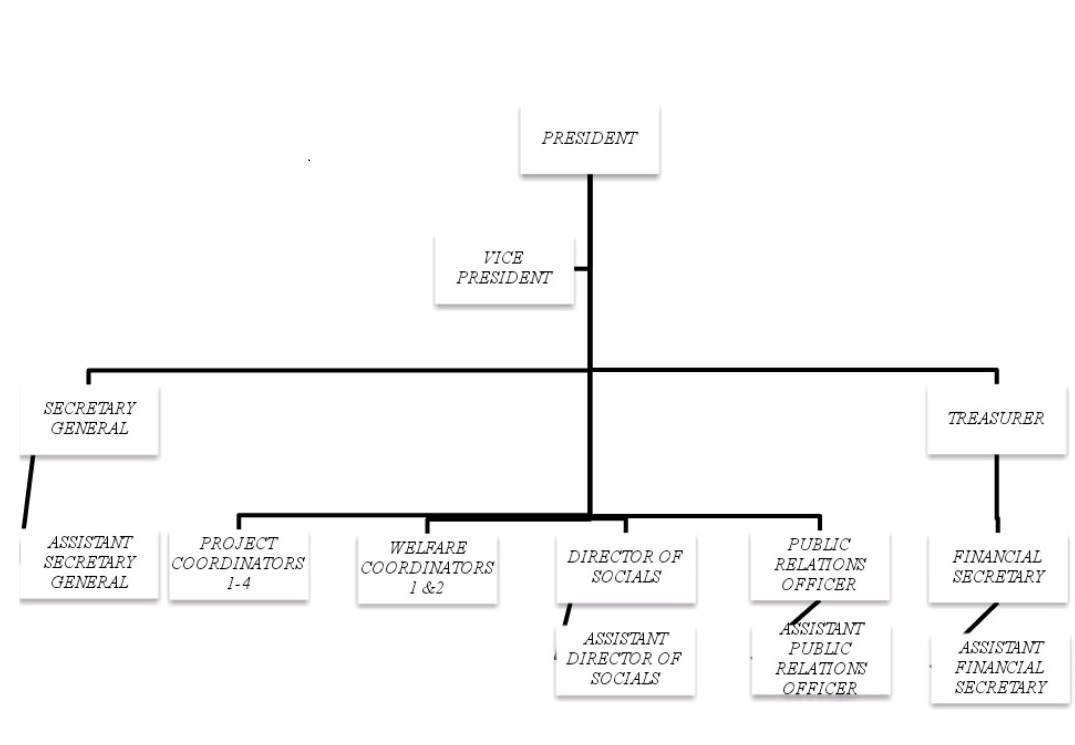 PRESIDENT
VICE
PRESIDENT
SECRETARY
GENERAL
TREASURER
ASSISTANT
SECRETARY
GENERAL
PROJECT
COORDINATORS
1-4
WELFARE
COORDINATORS
1 &2
DIRECTOR OF
SOCIALS
PUBLIC
RELATIONS
OFFICER
FINANCIAL
SECRETARY
ASSISTANT
DIRECTOR OF
SOCIALS
ASSISTANT
PUBLIC
RELATIONS
OFFICER
ASSISTANT
FINANCIAL
SECRETARY